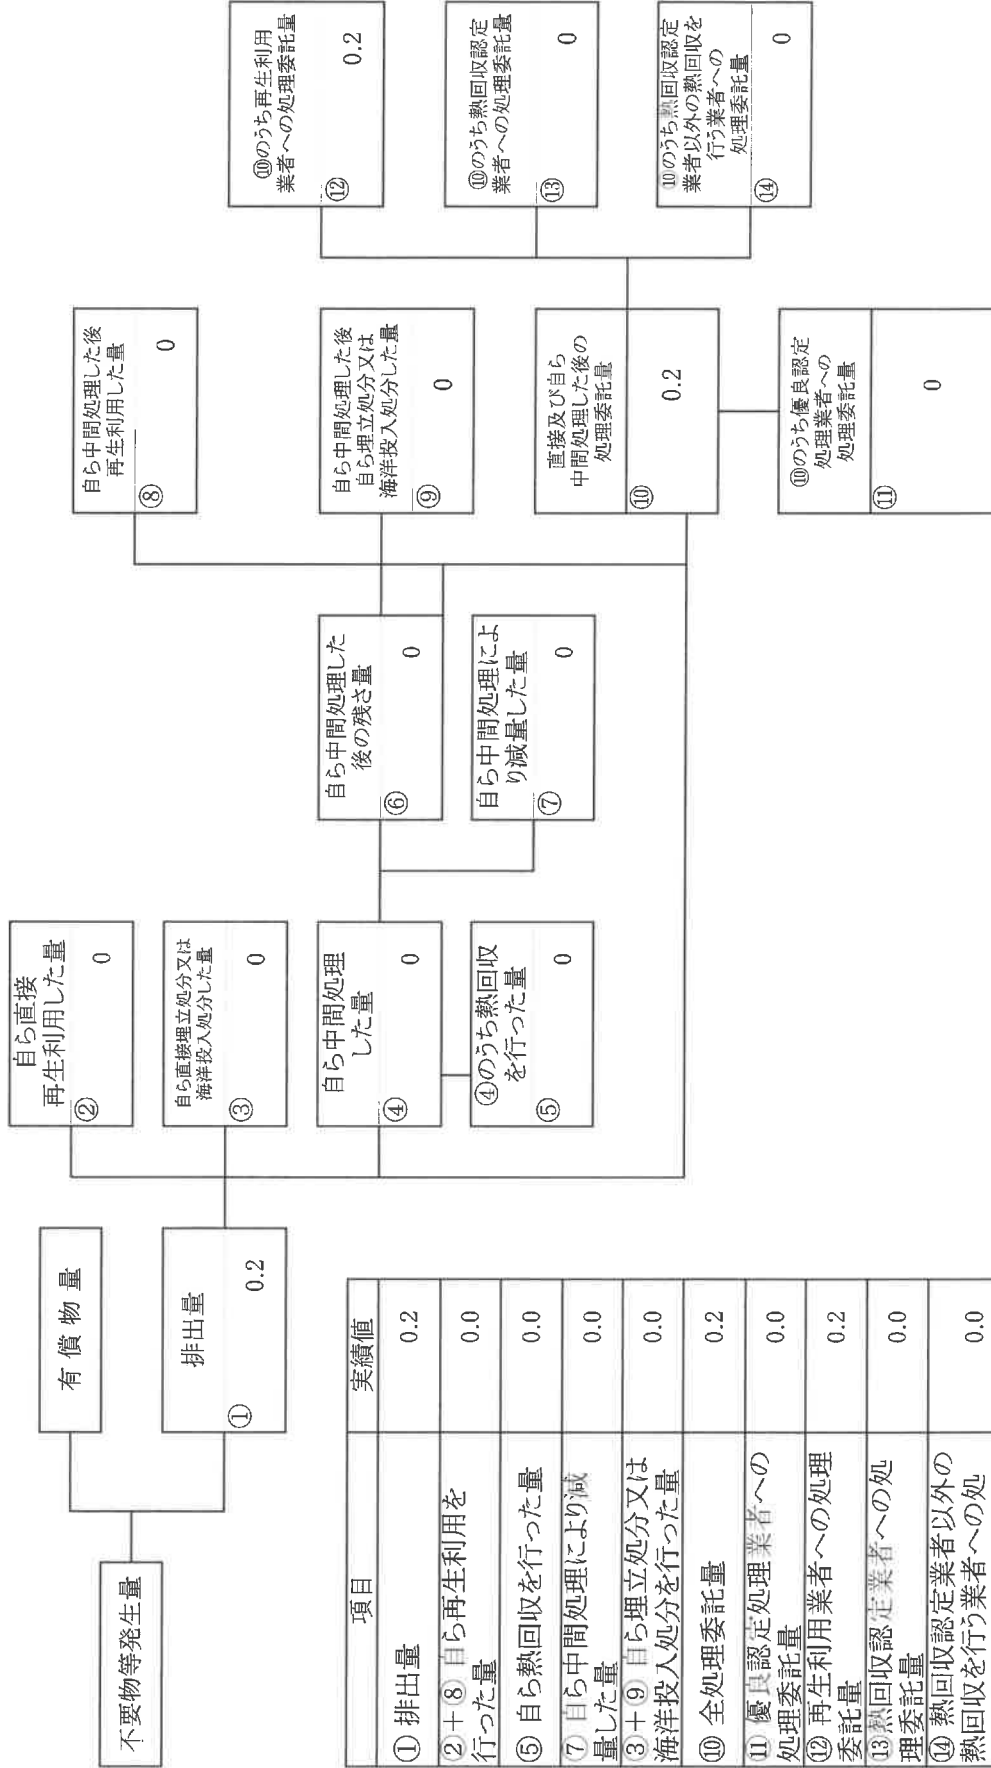 不要物等発生量
有償物量
排出量
①
0.2
自ら直接
再生利用した量
②
0
自ら直接埋立処分又は
海洋投入処分した量
③
0
自ら中間処理
した量
④
0
④のうち熱回収
を行った量
⑤
0
自ら中間処理した
後の残さ量
⑥
0
自ら中間処理によ
り減量した量
⑦
0
自ら中間処理した後
再生利用した量
⑧
0
自ら中間処理した後
自ら埋立処分又は
海洋投入処分した量
⑨
0
直接及び自ら
中間処理した後の
処理委託量
⑩
0.2
⑩のうち優良認定
処理業者への
処理委託量
⑪
0
⑩のうち再生利用
業者への処理委託量
⑫
0.2
⑩のうち熱回収認定
業者への処理委託量
⑬
0
⑩のうち熱回収認定
業者以外の熱回収を
行う業者への
処理委託量
⑭
0
項目 実績値
①排出量 0.2
②+⑧自ら再生利用を
行った量 0.0
⑤自ら熱回収を行った量 0.0
⑦自ら中間処理により減
量した量 0.0
③+⑨自ら埋立処分又は
海洋投入処分を行った量 0.0
⑩全処理委託量 0.2
⑪優良認定処理業者への
処理委託量 0.0
⑫再生利用業者への処理
委託量 0.2
⑬熱回収認定業者への処
理委託量 0.0
⑭熱回収認定業者以外の
熱回収を行う業者への処 0.0